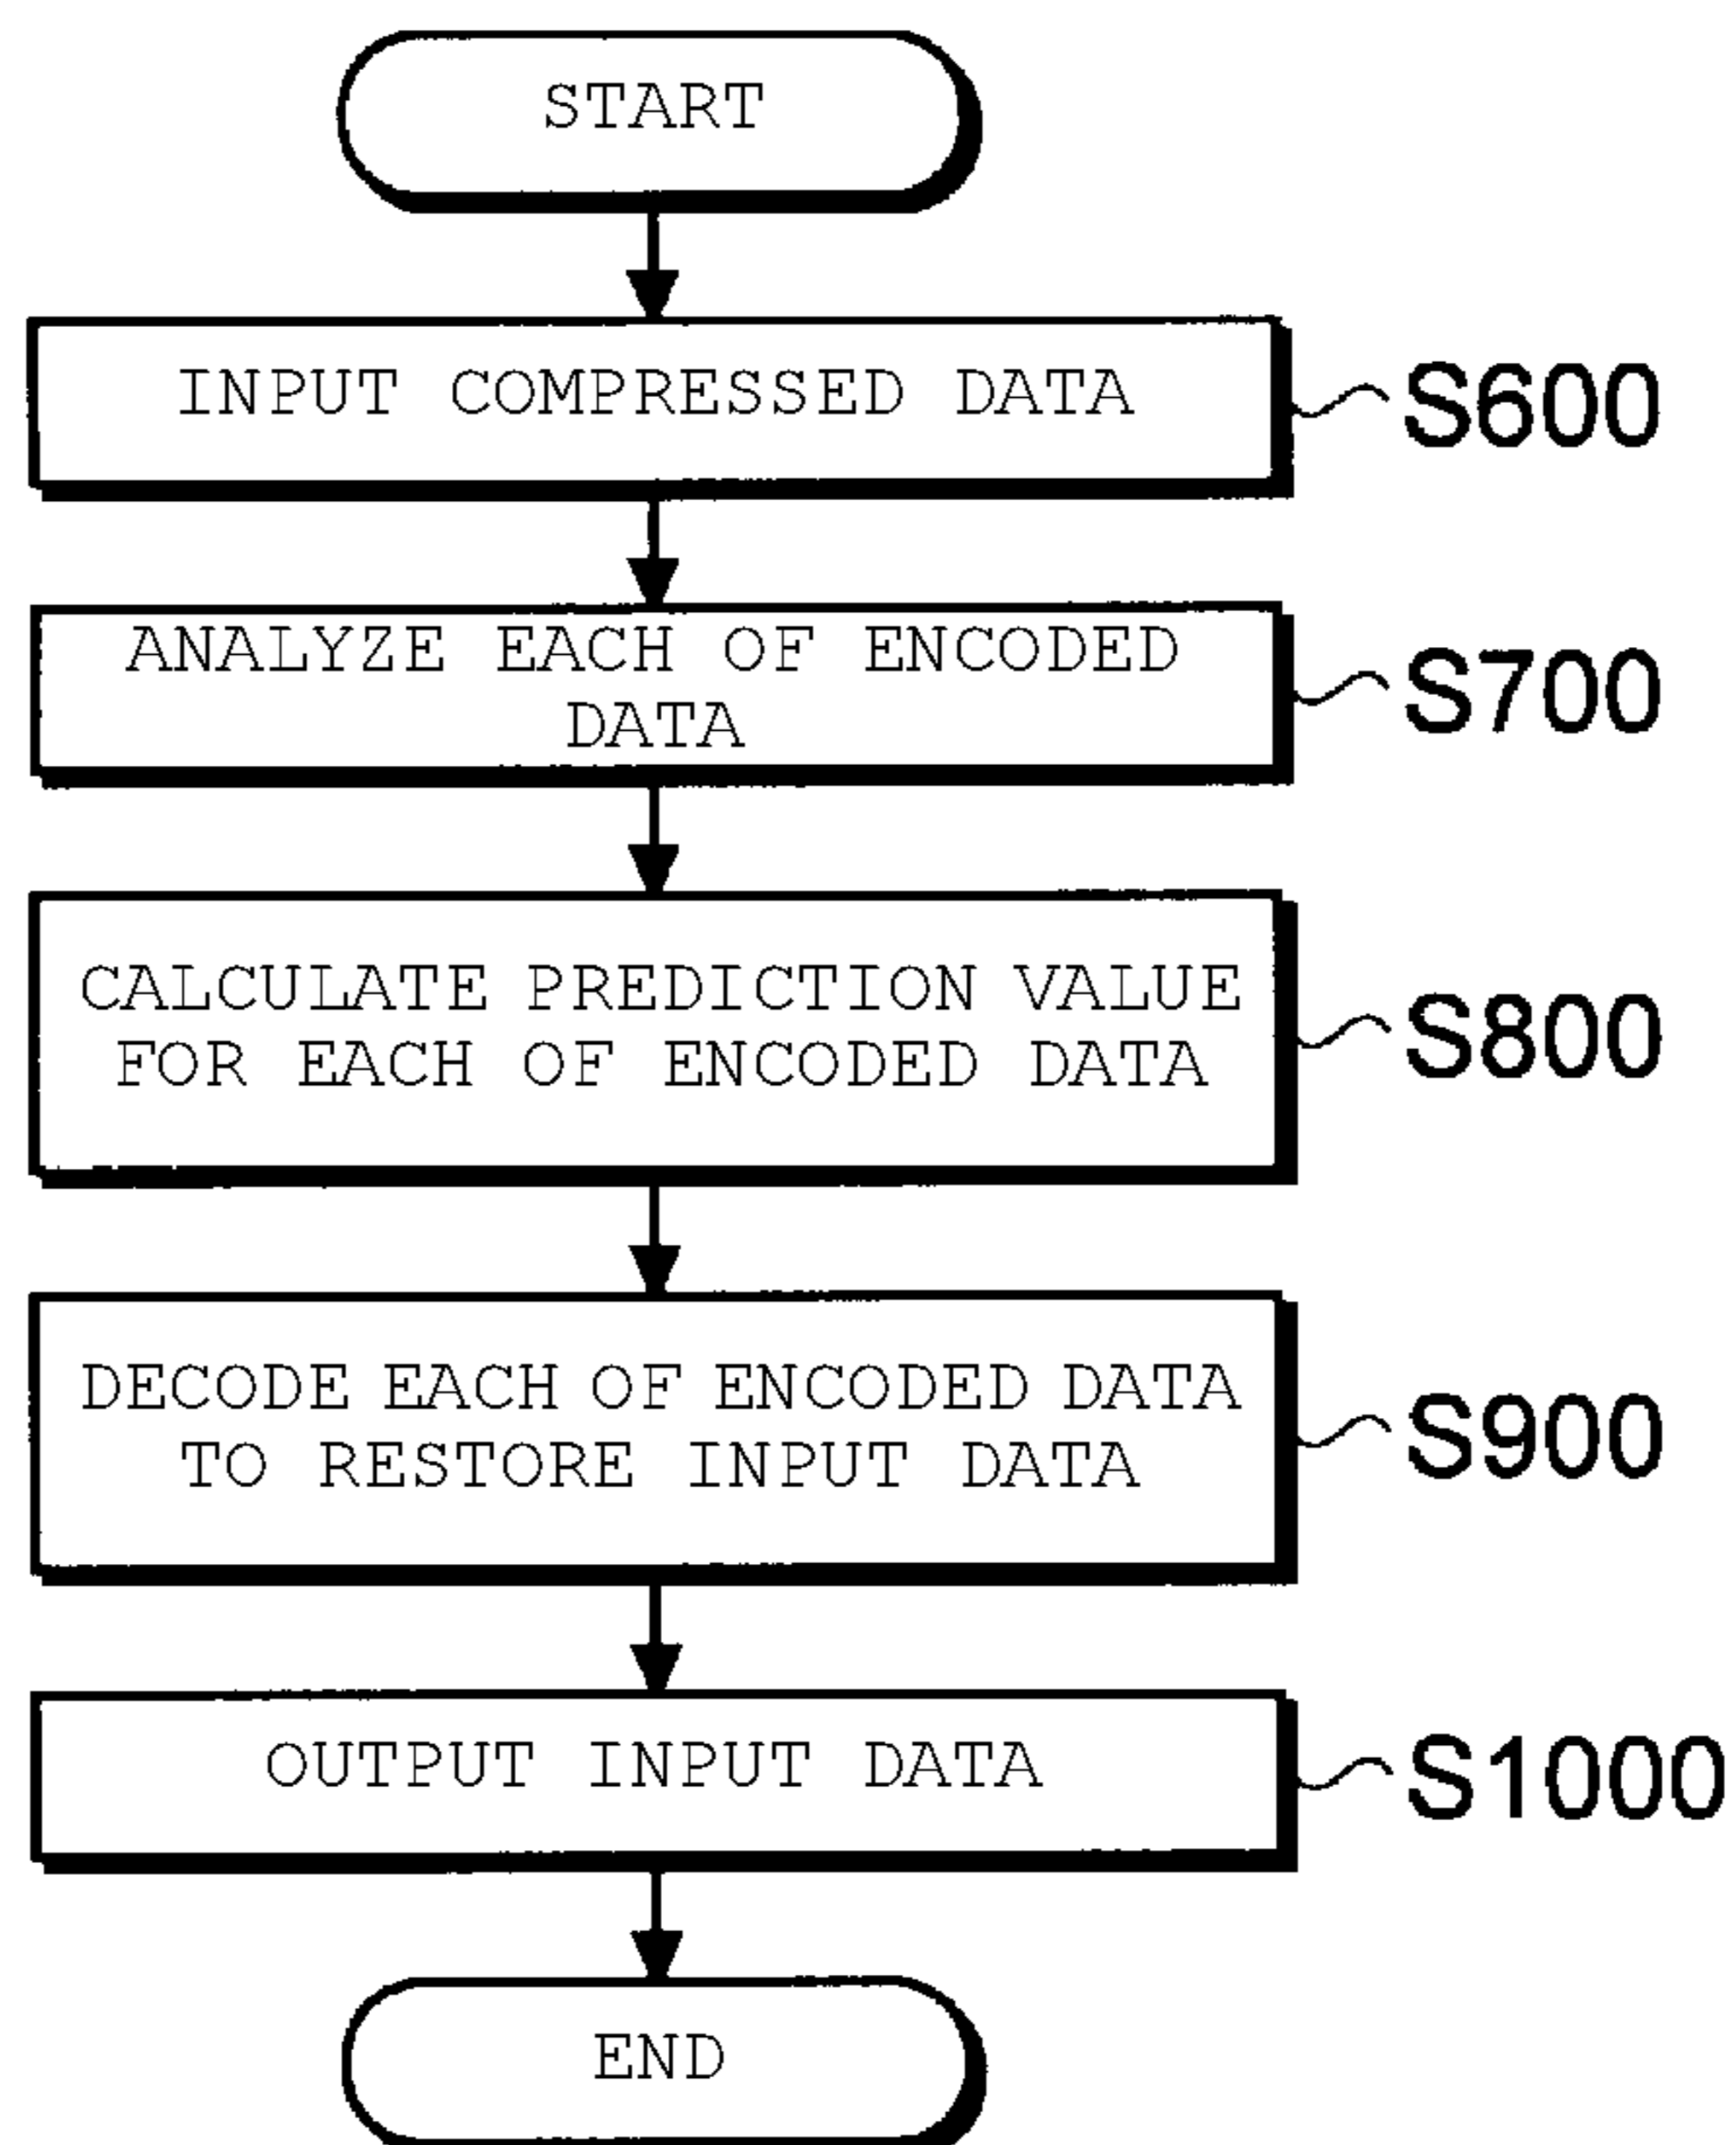 START
INPUT COMPRESSED DATA
S600
ANALYZE EACH OF ENCODED
DATA
S700
CALCULATE PREDICTION VALUE
FOR EACH OF ENCODED DATA
S800
DECODE EACH OF ENCODED DATA
TO RESTORE INPUT DATA
S900
OUTPUT INPUT DATA
S1000
END